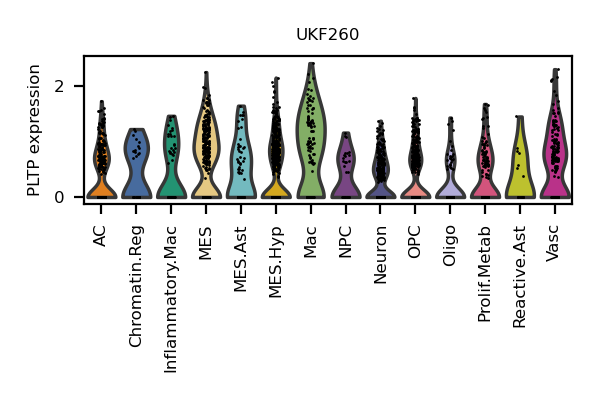 UKF260
PLTP expression
2
0
AC
Chromatin.Reg
Inflammatory.Mac
MES
MES.Ast
MES.Hyp
Mac
NPC
Neuron
OPC
Oligo
Prolif.Metab
Reactive.Ast
Vasc